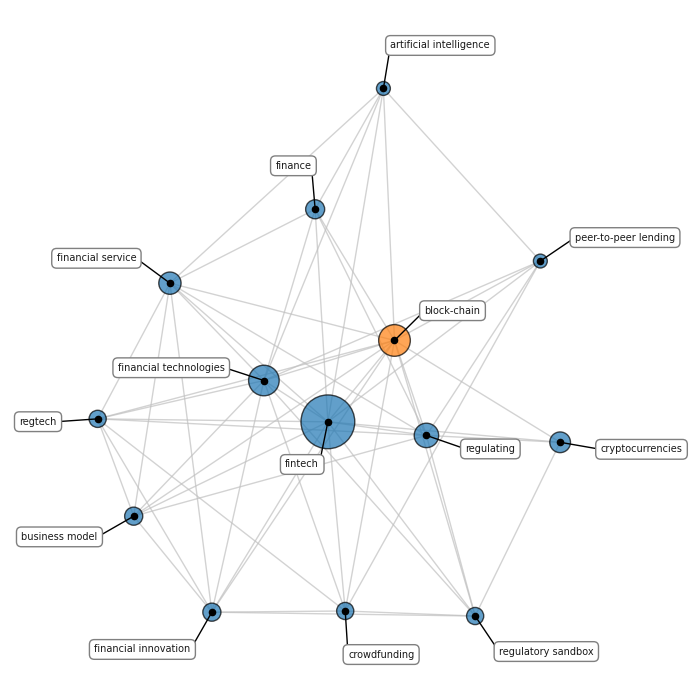 artificial intelligence
finance
peer-to-peer lending
financial service
block-chain
financial technologies
regtech
cryptocurrencies
regulating
fintech
business model
financial innovation
crowdfunding
regulatory sandbox